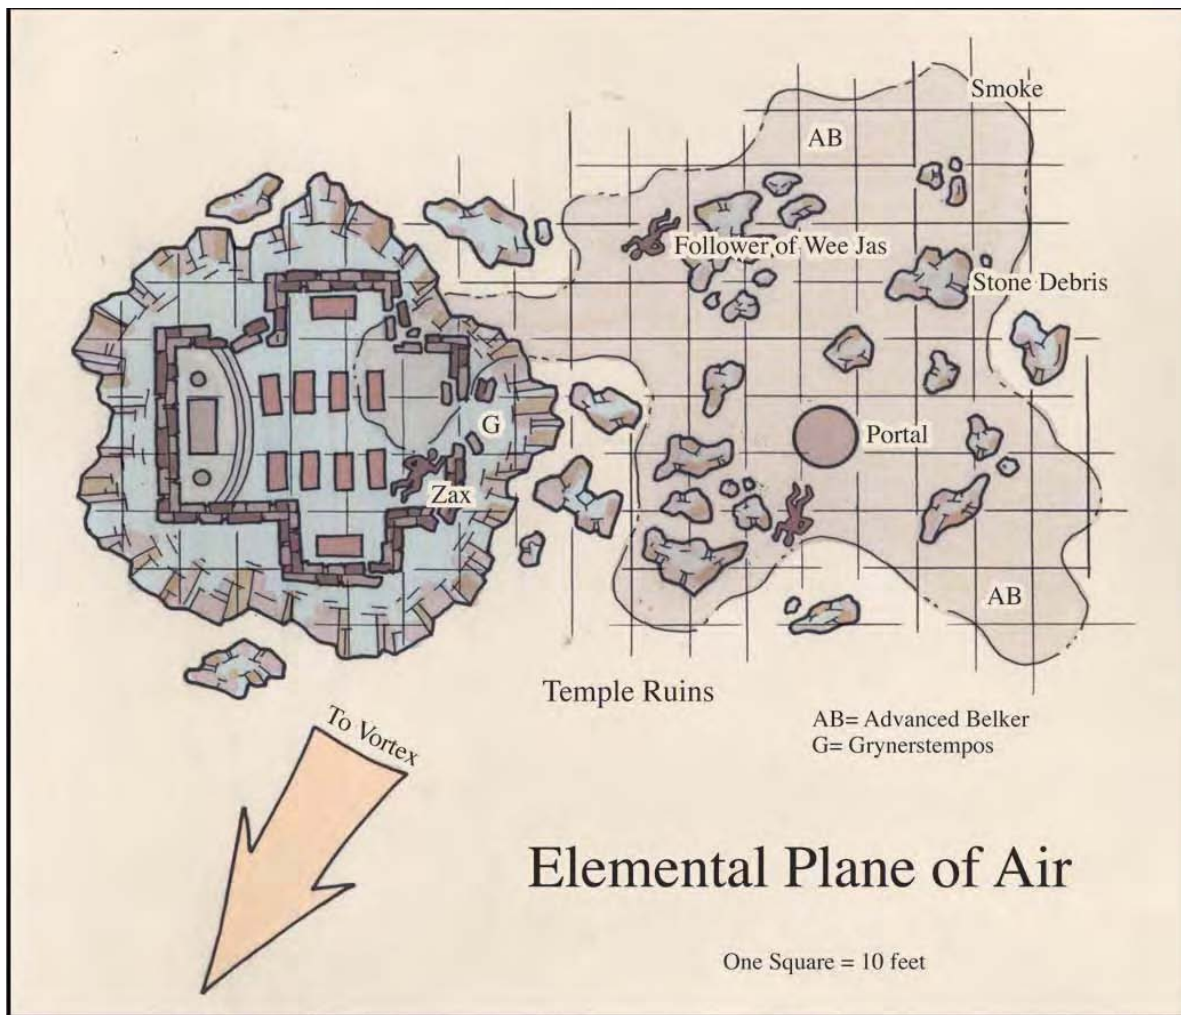 Smoke
AB
Follower of Wee Jas
Stone Debris
G
Portal
Zax
AB
Temple Ruins
To Vortex
AB= Advanced Belker
G= Grynerstempos
Elemental Plane of Air
One Square = 10 feet